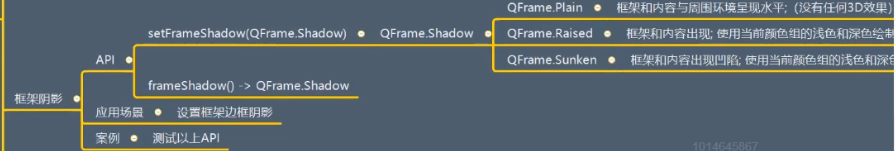 QFrame.Plain 框架和内容与周围环境呈现水平; (没有任何3D效果)
setFrameShadow(QFrame.Shadow) QFrame.Shadow QFrame.Raised 框架和内容出现; 使用当前颜色组的浅色和深色绘制
API QFrame.Sunken 框架和内容出现凹陷; 使用当前颜色组的浅色和深色
frameShadow() -> QFrame.Shadow
框架阴影
应用场景 设置框架边框阴影
案例 测试以上API
1014645867